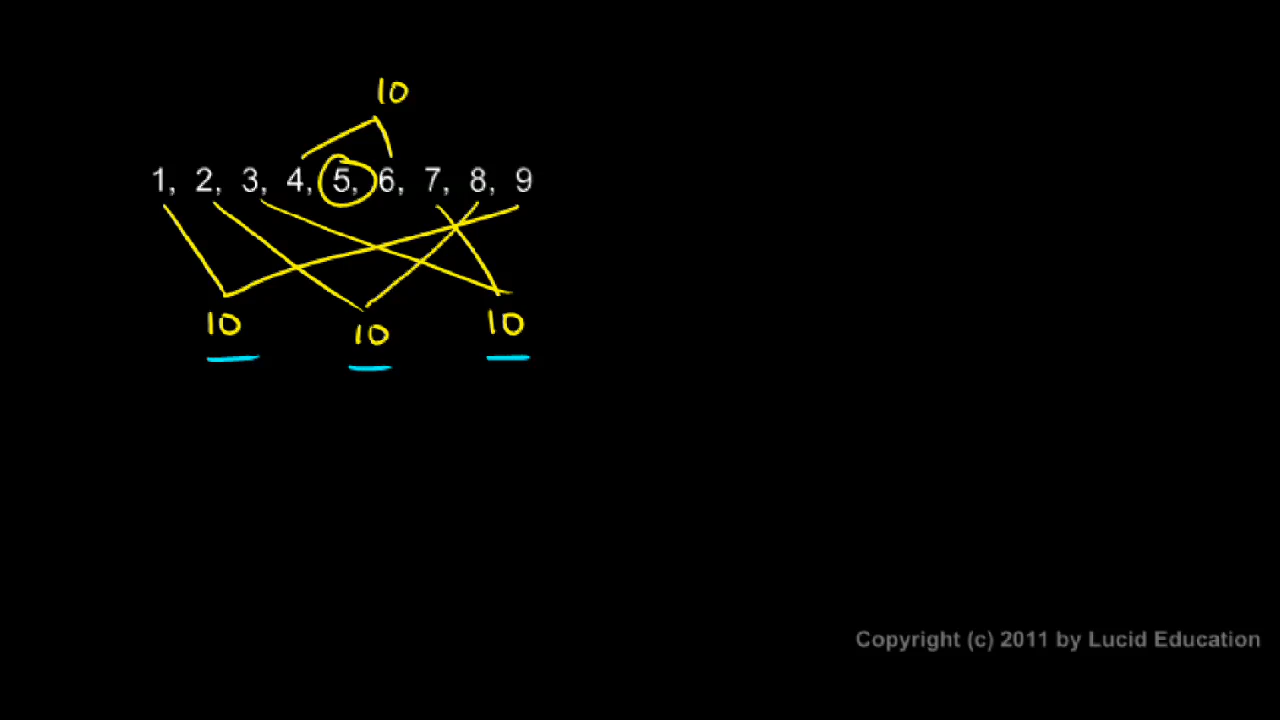 10
1, 2, 3, 4, 5, 6, 7, 8, 9
10 10 10
Copyright (c) 2011 by Lucid Education